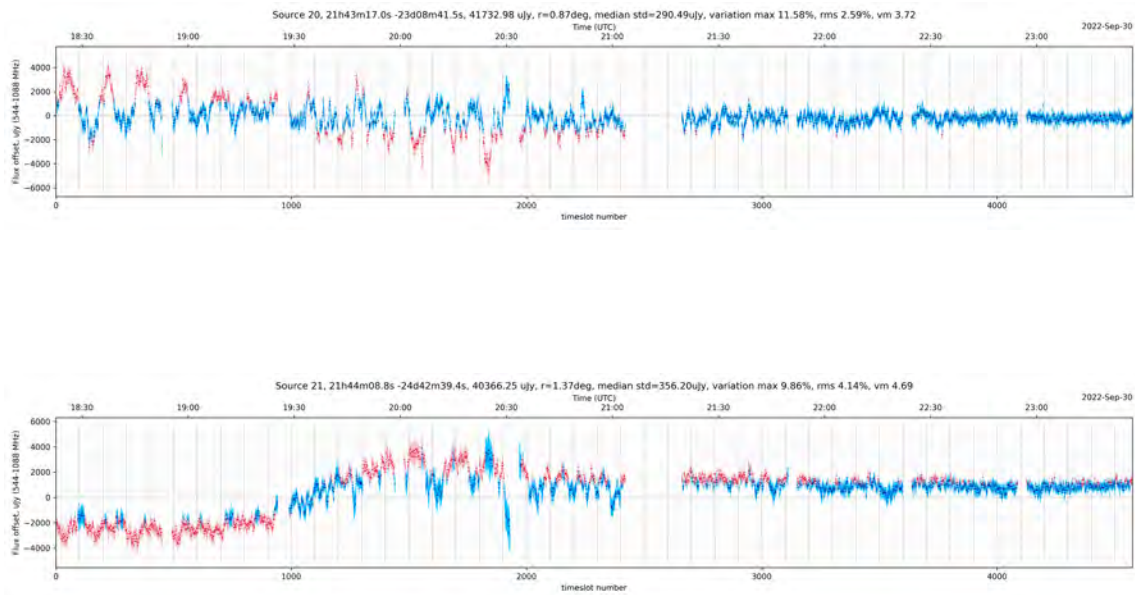 Source 20, 21h43m17.0s -23d08m41.5s, 41732.98 uJy, r=0.87deg, median std=290.49uJy, variation max 11.58%, rms 2.59%, vm 3.72
Time (UTC)
2022-Sep-30
18:30 19:00 19:30 20:00 20:30 21:00 21:30 22:00 22:30 23:00
4000
2000
0
−2000
−4000
−6000
Flux offset, uJy (544-1088 MHz)
0 1000 2000 3000 4000
timeslot number
Source 21, 21h44m08.8s -24d42m39.4s, 40366.25 uJy, r=1.37deg, median std=356.20uJy, variation max 9.86%, rms 4.14%, vm 4.69
Time (UTC)
2022-Sep-30
18:30 19:00 19:30 20:00 20:30 21:00 21:30 22:00 22:30 23:00
6000
4000
2000
0
−2000
−4000
Flux offset, uJy (544-1088 MHz)
0 1000 2000 3000 4000
timeslot number